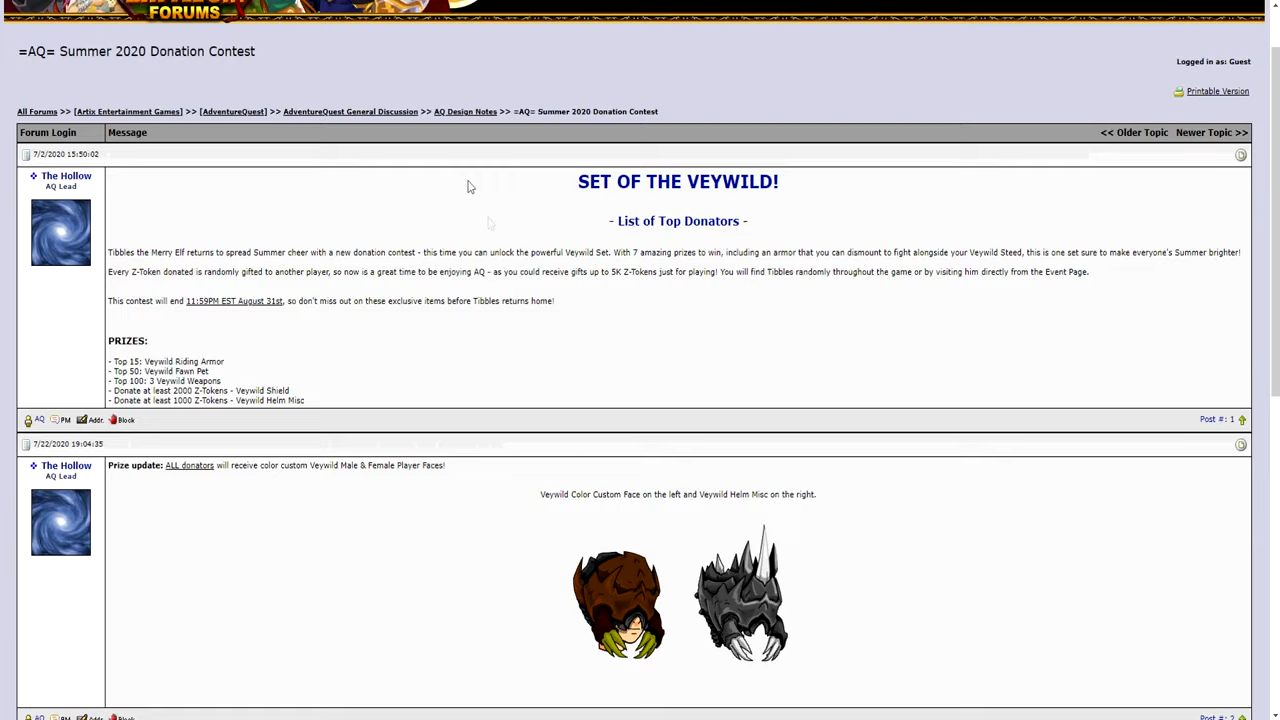 FORUMS
=AQ= Summer 2020 Donation Contest
Logged in as: Guest
Printable Version
All Forums >> [Artix Entertainment Games] >> [AdventureQuest] >> AdventureQuest General Discussion >> AQ Design Notes >> =AQ= Summer 2020 Donation Contest
Forum Login Message << Older Topic Newer Topic >>
7/2/2020 15:50:02
The Hollow
AQ Lead
SET OF THE VEYWILD!
- List of Top Donators -
Tibbles the Merry Elf returns to spread Summer cheer with a new donation contest - this time you can unlock the powerful Veywild Set. With 7 amazing prizes to win, including an armor that you can dismount to fight alongside your Veywild Steed, this is one set sure to make everyone's Summer brighter!
Every Z-Token donated is randomly gifted to another player, so now is a great time to be enjoying AQ - as you could receive gifts up to 5K Z-Tokens just for playing! You will find Tibbles randomly throughout the game or by visiting him directly from the Event Page.
This contest will end 11:59PM EST August 31st, so don't miss out on these exclusive items before Tibbles returns home!
PRIZES:
- Top 15: Veywild Riding Armor
- Top 50: Veywild Fawn Pet
- Top 100: 3 Veywild Weapons
- Donate at least 2000 Z-Tokens - Veywild Shield
- Donate at least 1000 Z-Tokens - Veywild Helm Misc
AQ PM Addr. Block Post #: 1
7/22/2020 19:04:35
The Hollow
AQ Lead
Prize update: ALL donators will receive color custom Veywild Male & Female Player Faces!
Veywild Color Custom Face on the left and Veywild Helm Misc on the right.
AQ PM Addr. Block Post #: 2